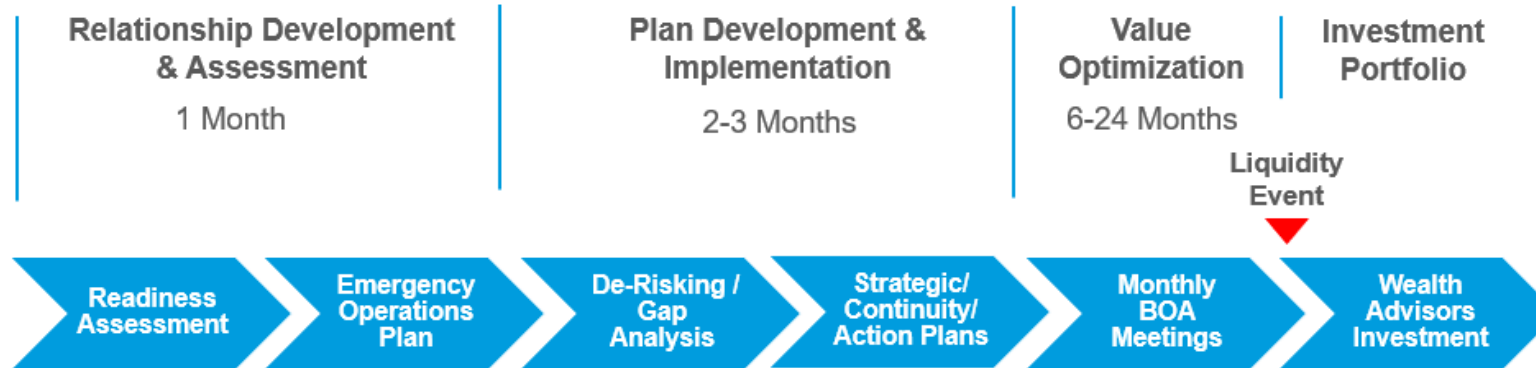 Relationship Development
& Assessment
1 Month
Plan Development &
Implementation
2-3 Months
Value
Optimization
6-24 Months
Investment
Portfolio
Liquidity
Event
Readiness
Assessment
Emergency
Operations
Plan
De-Risking /
Gap
Analysis
Strategic/
Continuity/
Action Plans
Monthly
BOA
Meetings
Wealth
Advisors
Investment